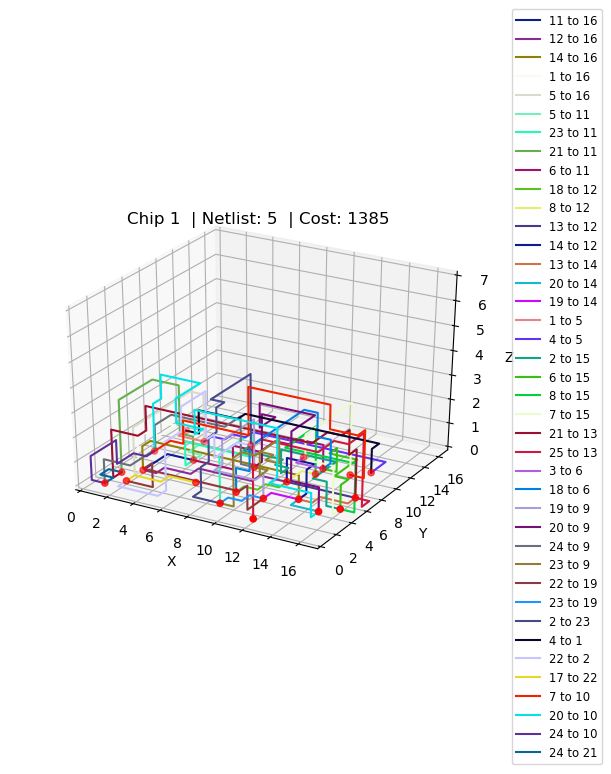 Chip 1 | Netlist: 5 | Cost: 1385
7
6
5
4
3
2
1
0
Z
16
14
12
10
8
6
4
2
0
Y
0
2
4
6
8
10
12
14
16
X
11 to 16
12 to 16
14 to 16
1 to 16
5 to 16
5 to 11
23 to 11
21 to 11
6 to 11
18 to 12
8 to 12
13 to 12
14 to 12
13 to 14
20 to 14
19 to 14
1 to 5
4 to 5
2 to 15
6 to 15
8 to 15
7 to 15
21 to 13
25 to 13
3 to 6
18 to 6
19 to 9
20 to 9
24 to 9
23 to 9
22 to 19
23 to 19
2 to 23
4 to 1
22 to 2
17 to 22
7 to 10
20 to 10
24 to 10
24 to 21